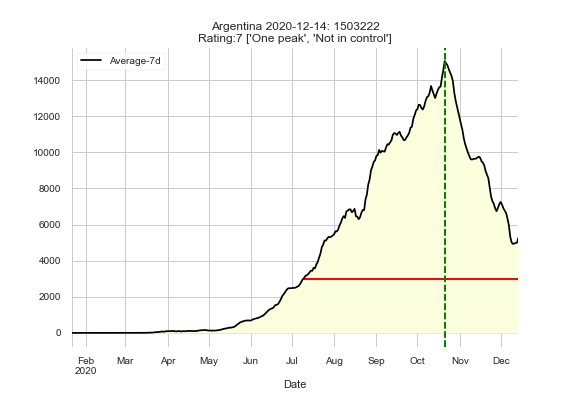 Argentina 2020-12-14: 1503222
Rating:7 ['One peak', 'Not in control']
Average-7d
14000
12000
10000
8000
6000
4000
2000
0
Feb Mar Apr May Jun Jul Aug Sep Oct Nov Dec
2020
Date